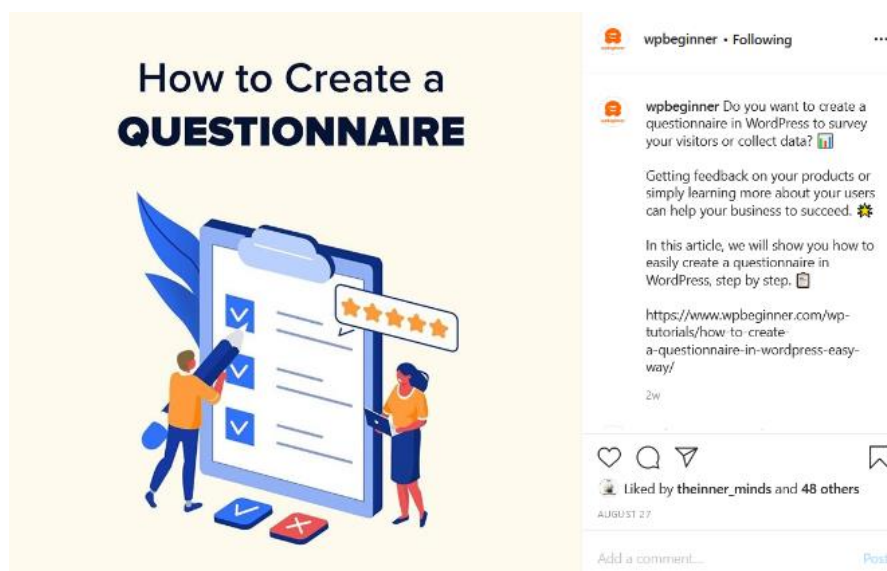 How to Create a
QUESTIONNAIRE
wpbeginner • Following
wpbeginner Do you want to create a
questionnaire in WordPress to survey
your visitors or collect data? 📊
Getting feedback on your products or
simply learning more about your users
can help your business to succeed. 🌟
In this article, we will show you how to
easily create a questionnaire in
WordPress, step by step. 📋
https://www.wpbeginner.com/wp-
tutorials/how-to-create-
a-questionnaire-in-wordpress-easy-
way/
2w
Liked by theinner_minds and 48 others
AUGUST 27
Add a comment...
Post